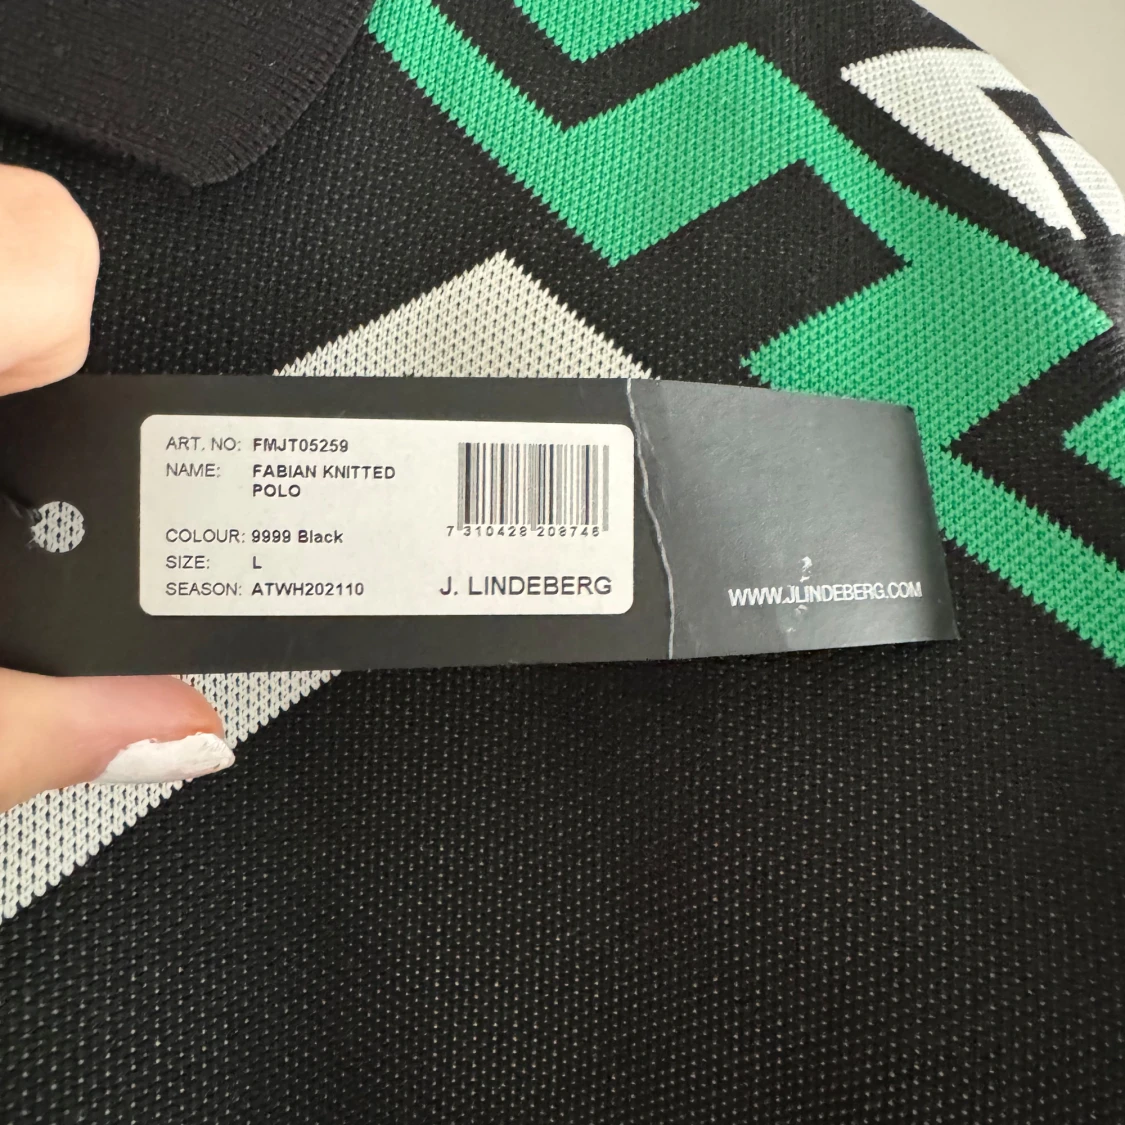 ART. NO: FMJT05259
NAME: FABIAN KNITTED
POLO
COLOUR: 9999 Black
SIZE: L
SEASON: ATWH202110
7 310428 208746
J. LINDEBERG
WWW.JLINDEBERG.COM